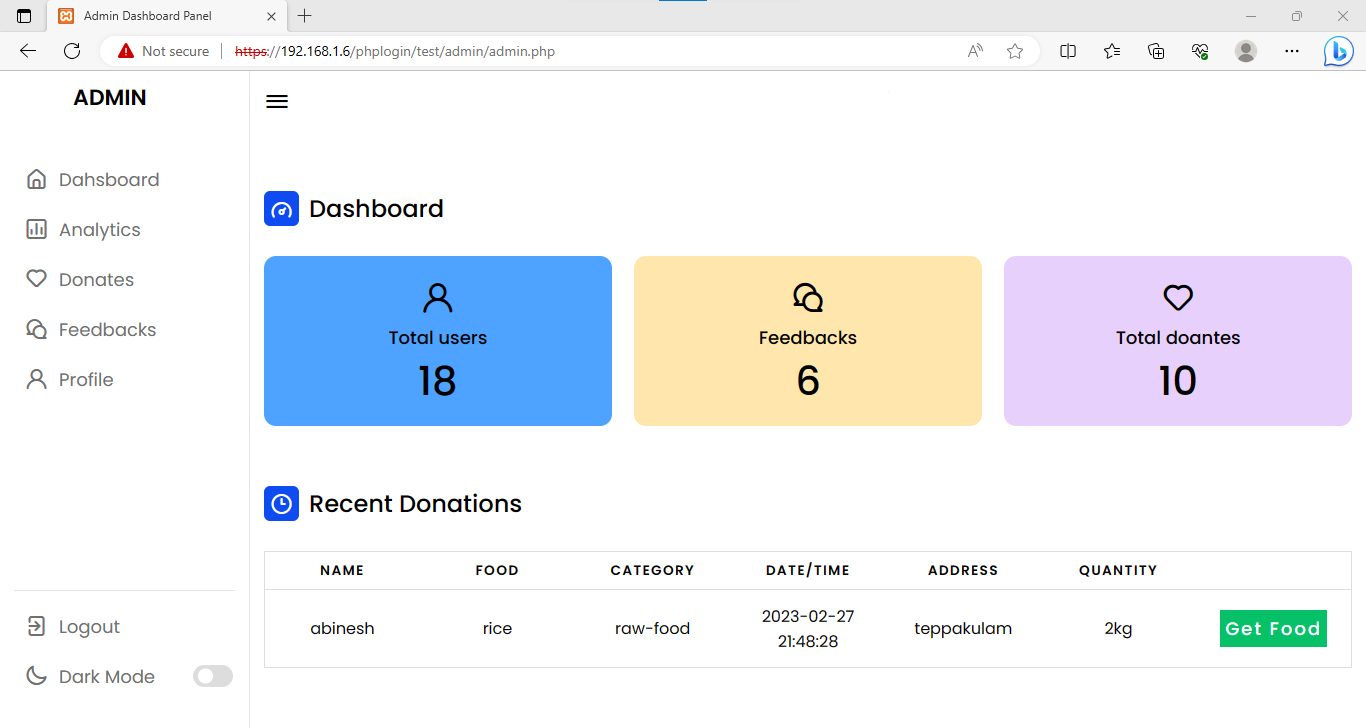 Admin Dashboard Panel
Not secure https://192.168.1.6/phplogin/test/admin/admin.php
ADMIN
Dahsboard
Analytics
Donates
Feedbacks
Profile
Logout
Dark Mode
Dashboard
Total users
18
Feedbacks
6
Total doantes
10
Recent Donations
NAME FOOD CATEGORY DATE/TIME ADDRESS QUANTITY
abinesh rice raw-food 2023-02-27 21:48:28 teppakulam 2kg Get Food